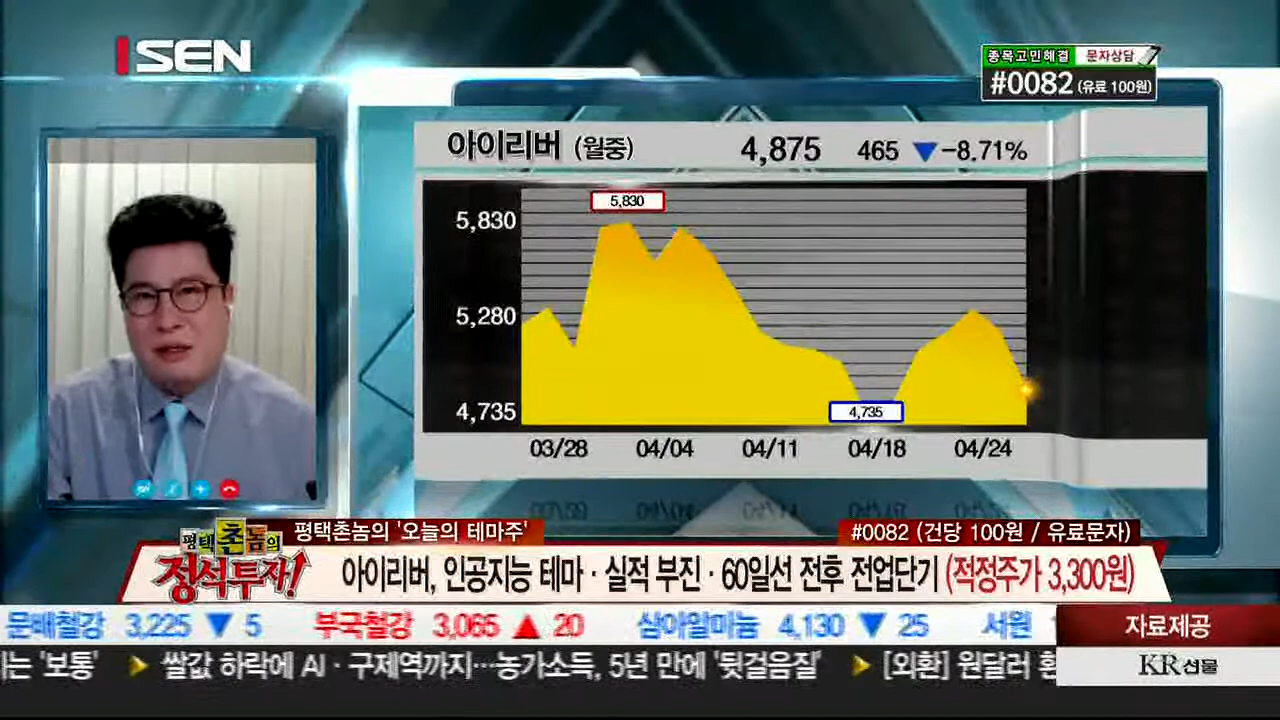 SEN
종목고민해결 문자상담
#0082 (유료 100원)
아이리버 (월중) 4,875 465 ▼-8.71%
5,830
5,830
5,280
4,735
4,735
03/28 04/04 04/11 04/18 04/24
평택촌놈의 정석투자!
평택촌놈의 '오늘의 테마주'
#0082 (건당 100원 / 유료문자)
아이리버, 인공지능 테마 · 실적 부진 · 60일선 전후 전업단기 (적정주가 3,300원)
문배철강 3,225 ▼ 5 부국철강 3,065 ▲ 20 삼아알미늄 4,130 ▼ 25 서원
자료제공
는 '보통' ▶ 쌀값 하락에 AI · 구제역까지…농가소득, 5년 만에 '뒷걸음질' ▶ [외환] 원달러 환
KR선물